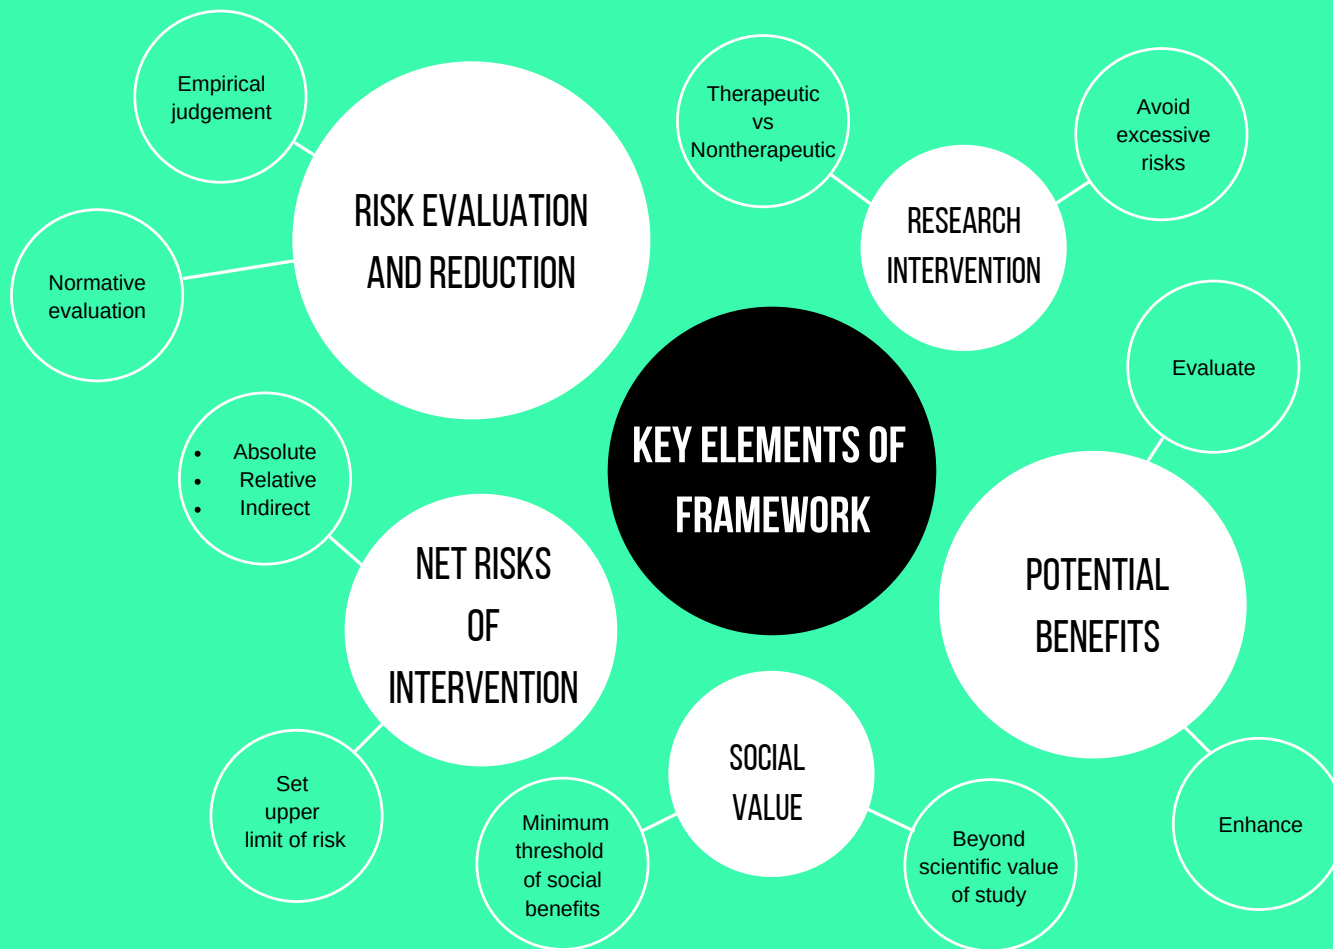 Empirical
judgement
Normative
evaluation
RISK EVALUATION
AND REDUCTION
Therapeutic
vs
Nontherapeutic
Avoid
excessive
risks
RESEARCH
INTERVENTION
KEY ELEMENTS OF
FRAMEWORK
Evaluate
POTENTIAL
BENEFITS
Enhance
• Absolute
• Relative
• Indirect
NET RISKS
OF
INTERVENTION
Set
upper
limit of risk
SOCIAL
VALUE
Minimum
threshold
of social
benefits
Beyond
scientific value
of study